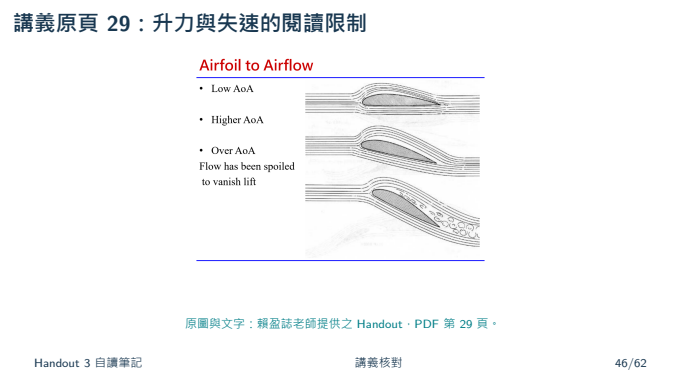 講義原頁 29：升力與失速的閱讀限制
Airfoil to Airflow
• Low AoA
• Higher AoA
• Over AoA
Flow has been spoiled
to vanish lift
原圖與文字：賴盈誌老師提供之 Handout，PDF 第 29 頁。
Handout 3 自讀筆記
講義核對
46/62